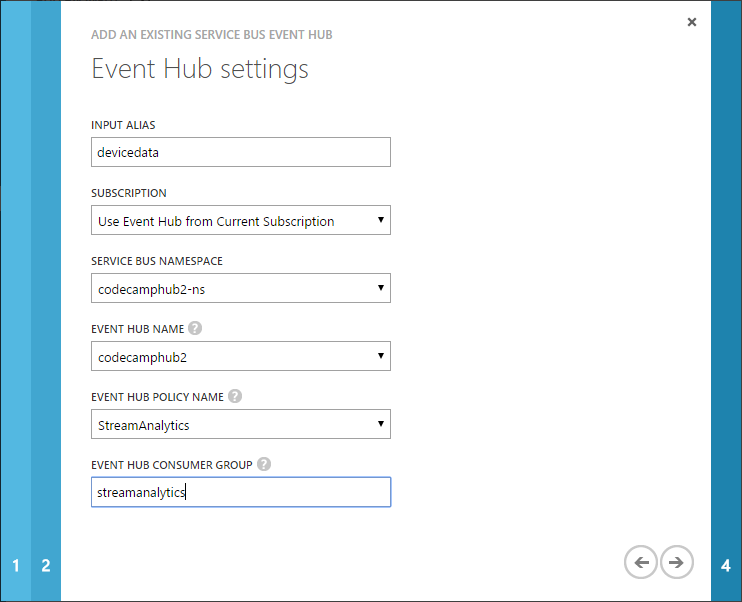 ADD AN EXISTING SERVICE BUS EVENT HUB
Event Hub settings
INPUT ALIAS
devicedata
SUBSCRIPTION
Use Event Hub from Current Subscription
SERVICE BUS NAMESPACE
codecamphub2-ns
EVENT HUB NAME ?
codecamphub2
EVENT HUB POLICY NAME ?
StreamAnalytics
EVENT HUB CONSUMER GROUP ?
streamanalytics
1 2 4